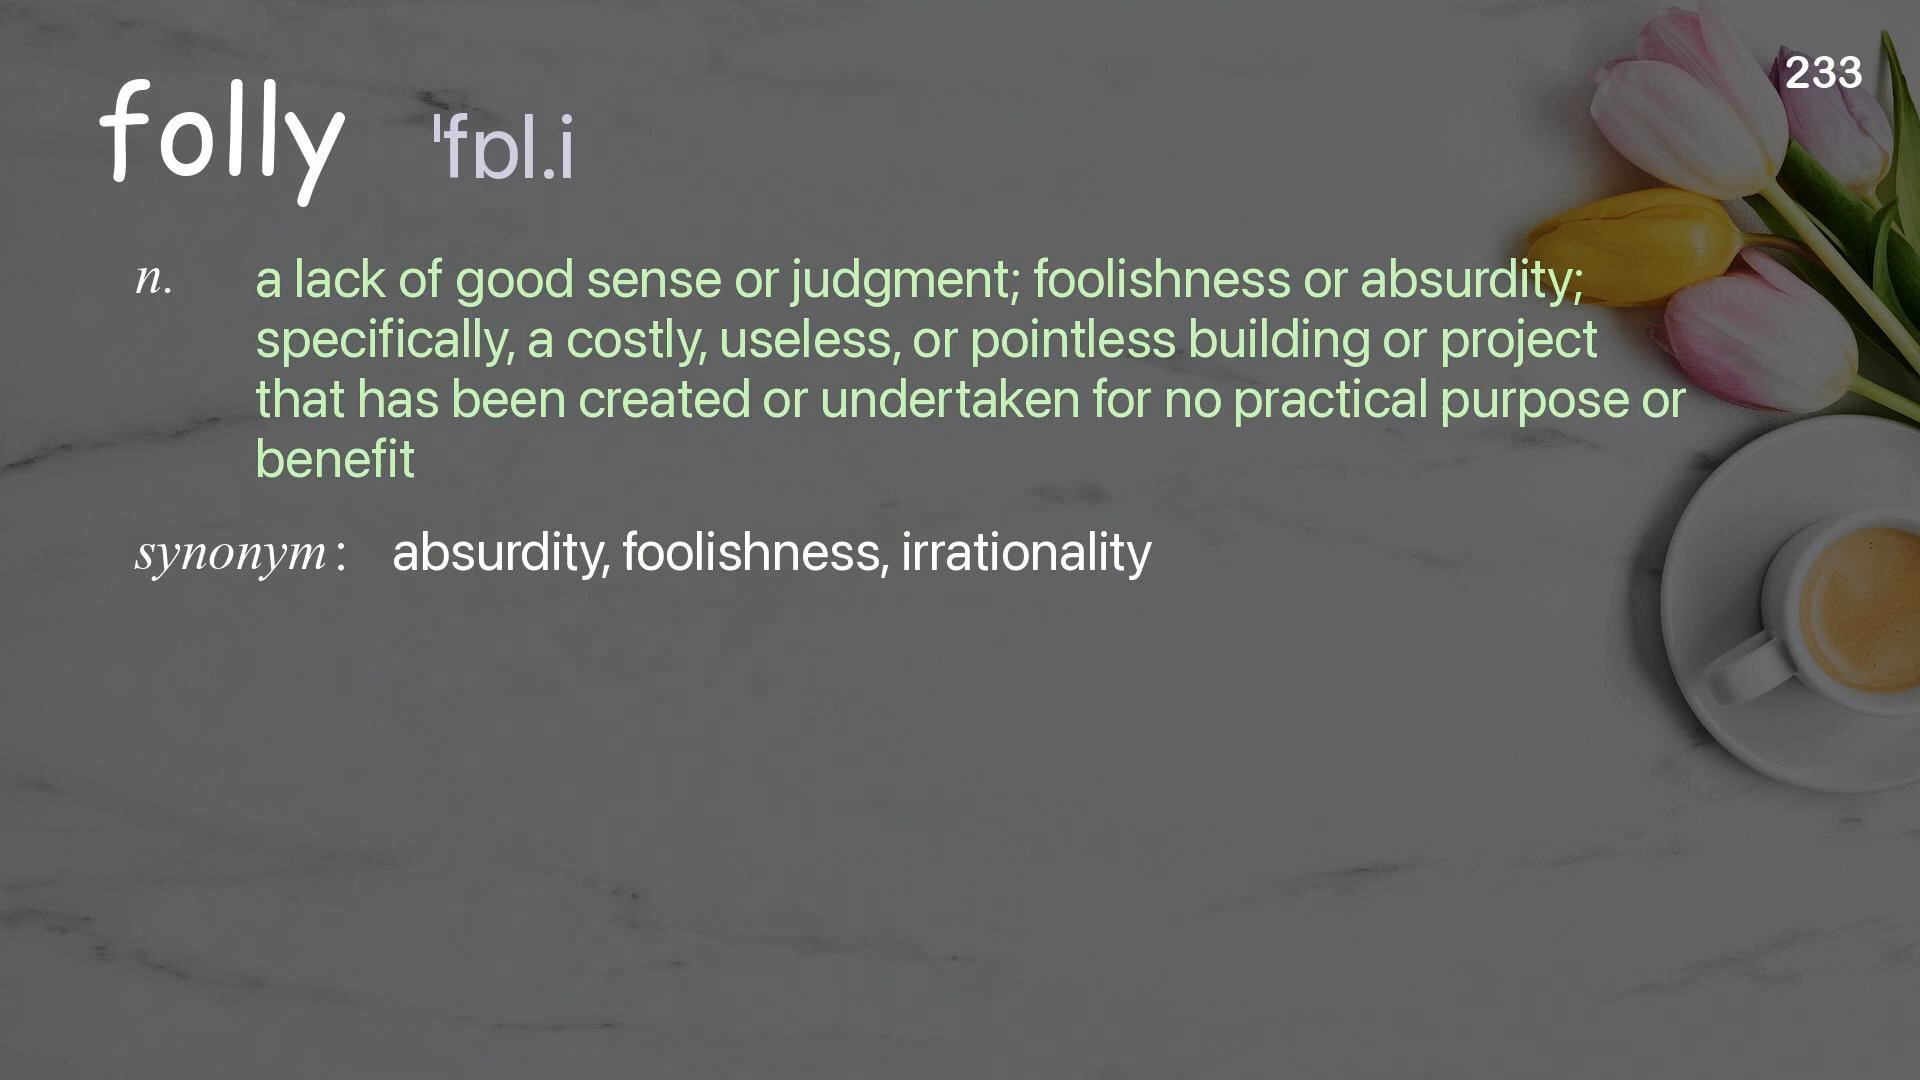 233
folly ˈfɒl.i
n. a lack of good sense or judgment; foolishness or absurdity;
specifically, a costly, useless, or pointless building or project
that has been created or undertaken for no practical purpose or
benefit
synonym: absurdity, foolishness, irrationality